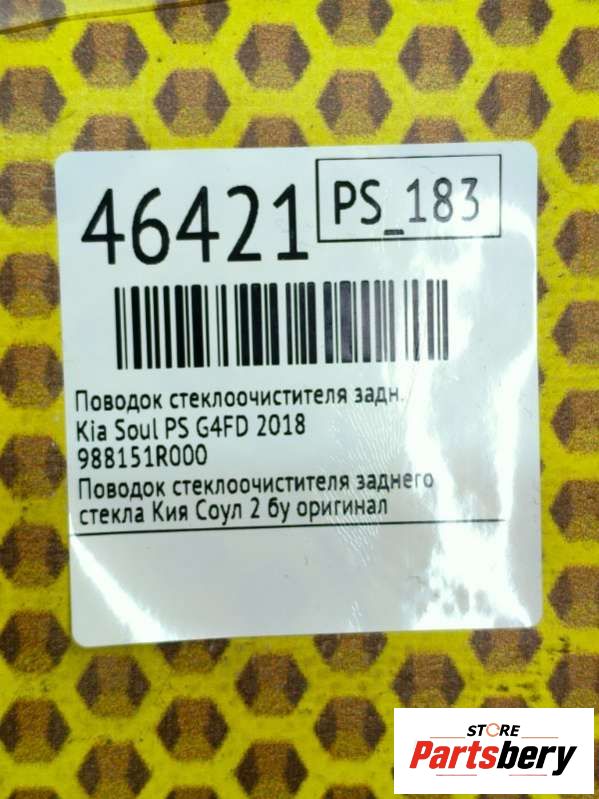 46421
PS_183
Поводок стеклоочистителя задн.
Kia Soul PS G4FD 2018
988151R000
Поводок стеклоочистителя заднего
стекла Кия Соул 2 бу оригинал
STORE
Partsbery